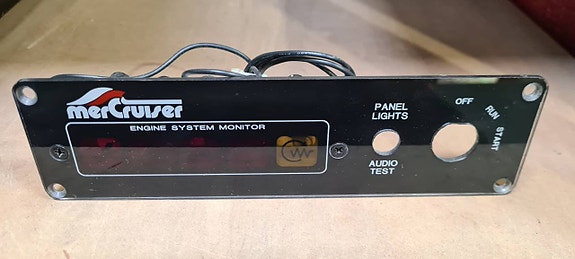 merCruiser
ENGINE SYSTEM MONITOR
PANEL
LIGHTS
AUDIO
TEST
OFF
RUN
START